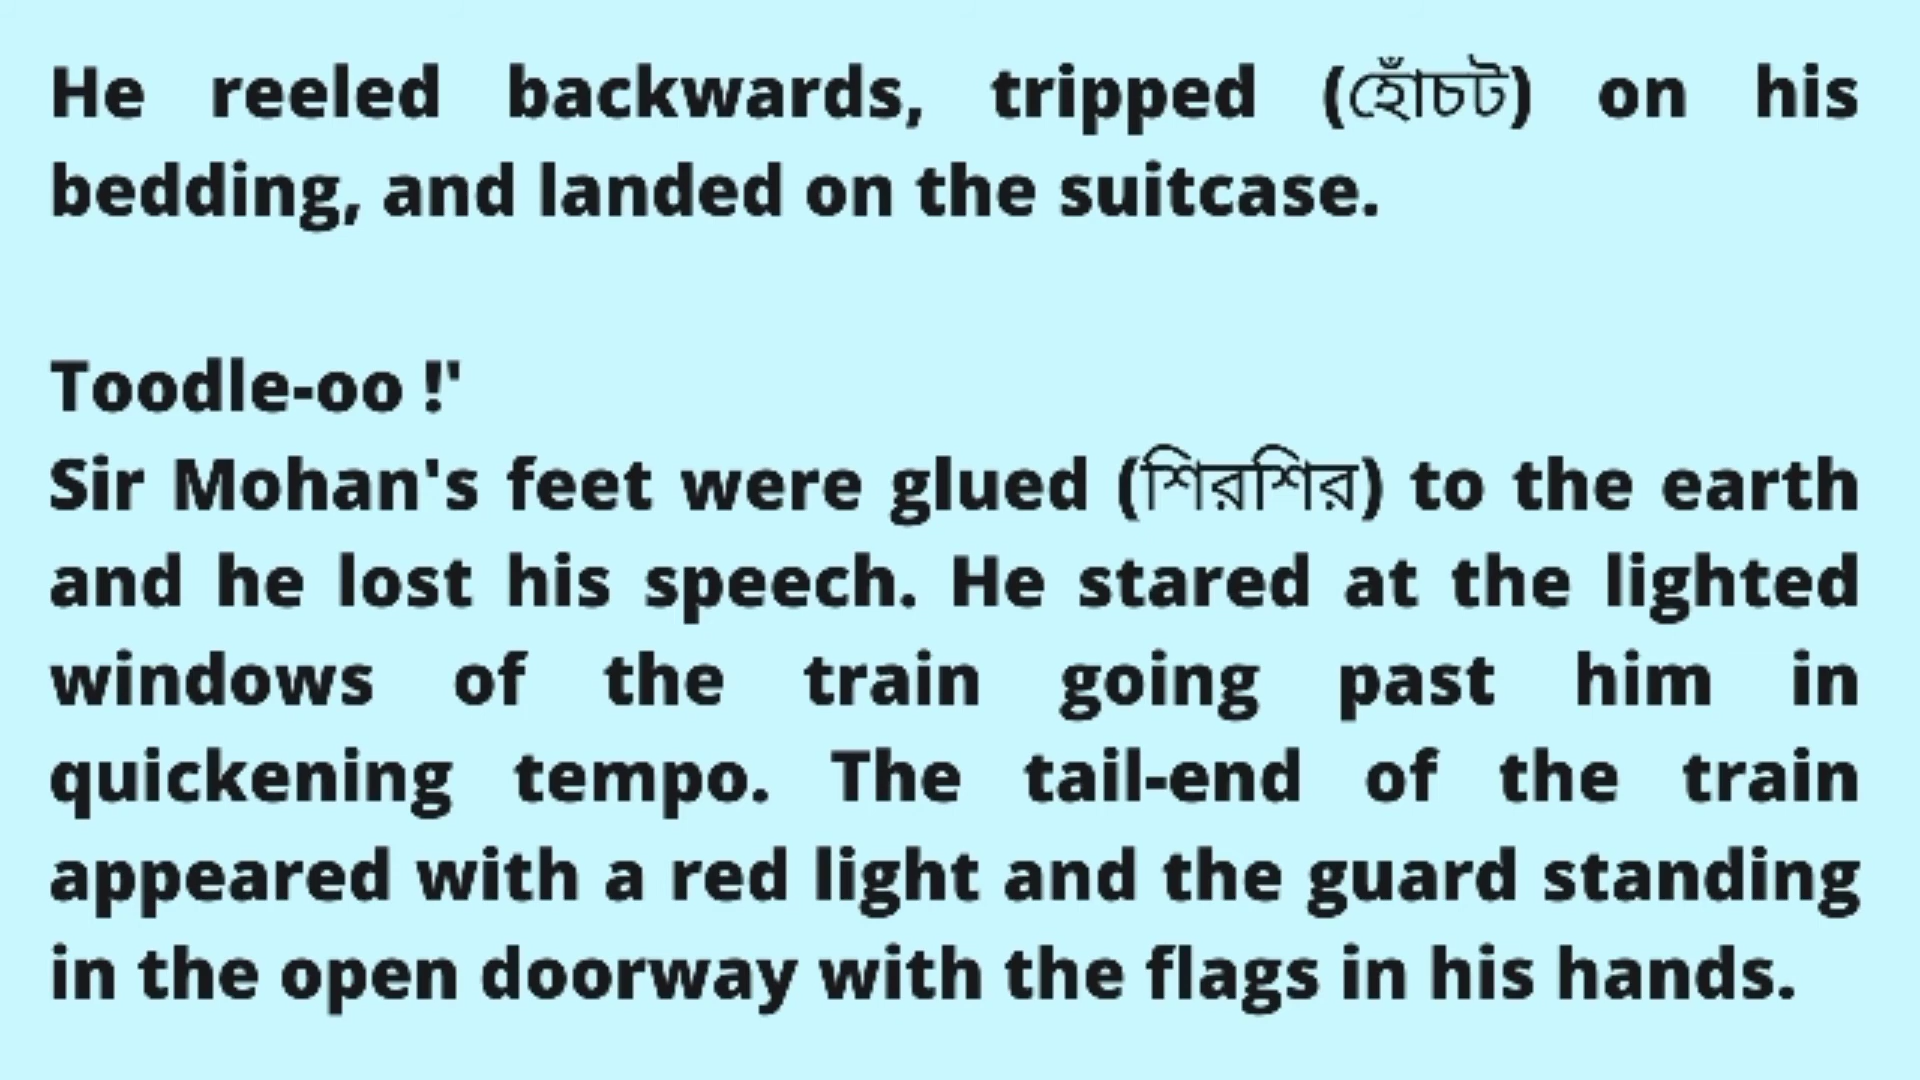 He reeled backwards, tripped (হোঁচট) on his
bedding, and landed on the suitcase.
Toodle-oo !'
Sir Mohan's feet were glued (শিরশির) to the earth
and he lost his speech. He stared at the lighted
windows of the train going past him in
quickening tempo. The tail-end of the train
appeared with a red light and the guard standing
in the open doorway with the flags in his hands.